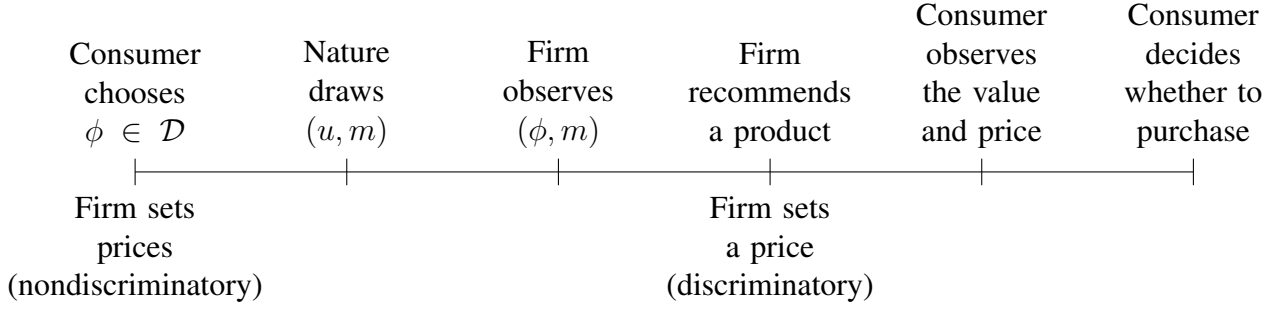 Consumer
chooses
ϕ ∈ 𝒟
Nature
draws
(u, m)
Firm
observes
(ϕ, m)
Firm
recommends
a product
Consumer
observes
the value
and price
Consumer
decides
whether to
purchase
Firm sets
prices
(nondiscriminatory)
Firm sets
a price
(discriminatory)